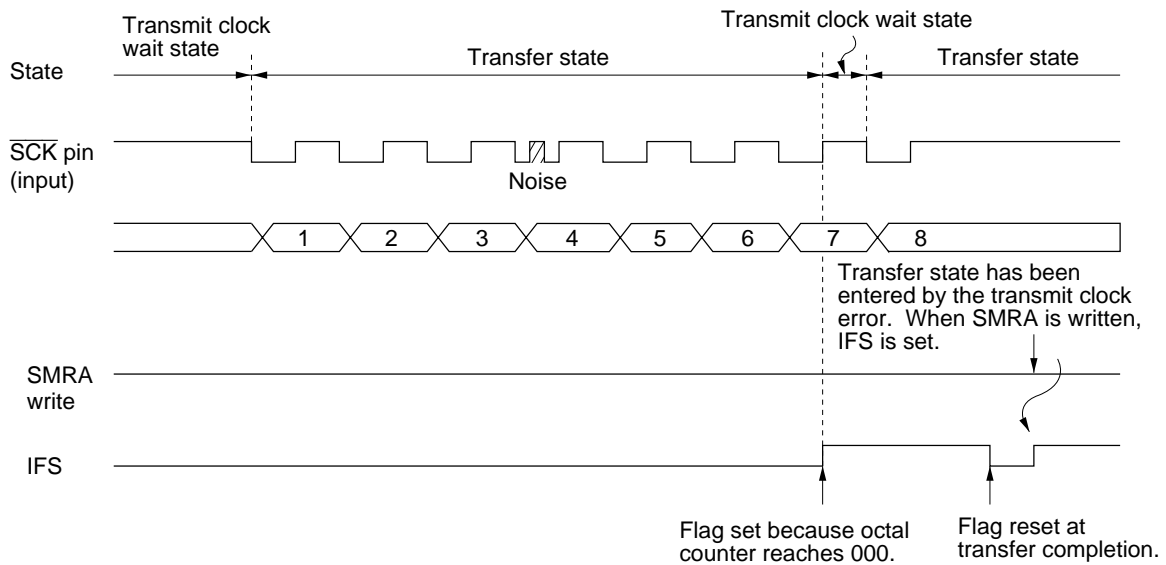 Transmit clock
wait state
Transmit clock wait state
State
Transfer state
Transfer state
SCK pin
(input)
Noise
1 2 3 4 5 6 7 8
Transfer state has been
entered by the transmit clock
error. When SMRA is written,
IFS is set.
SMRA
write
IFS
Flag set because octal
counter reaches 000.
Flag reset at
transfer completion.